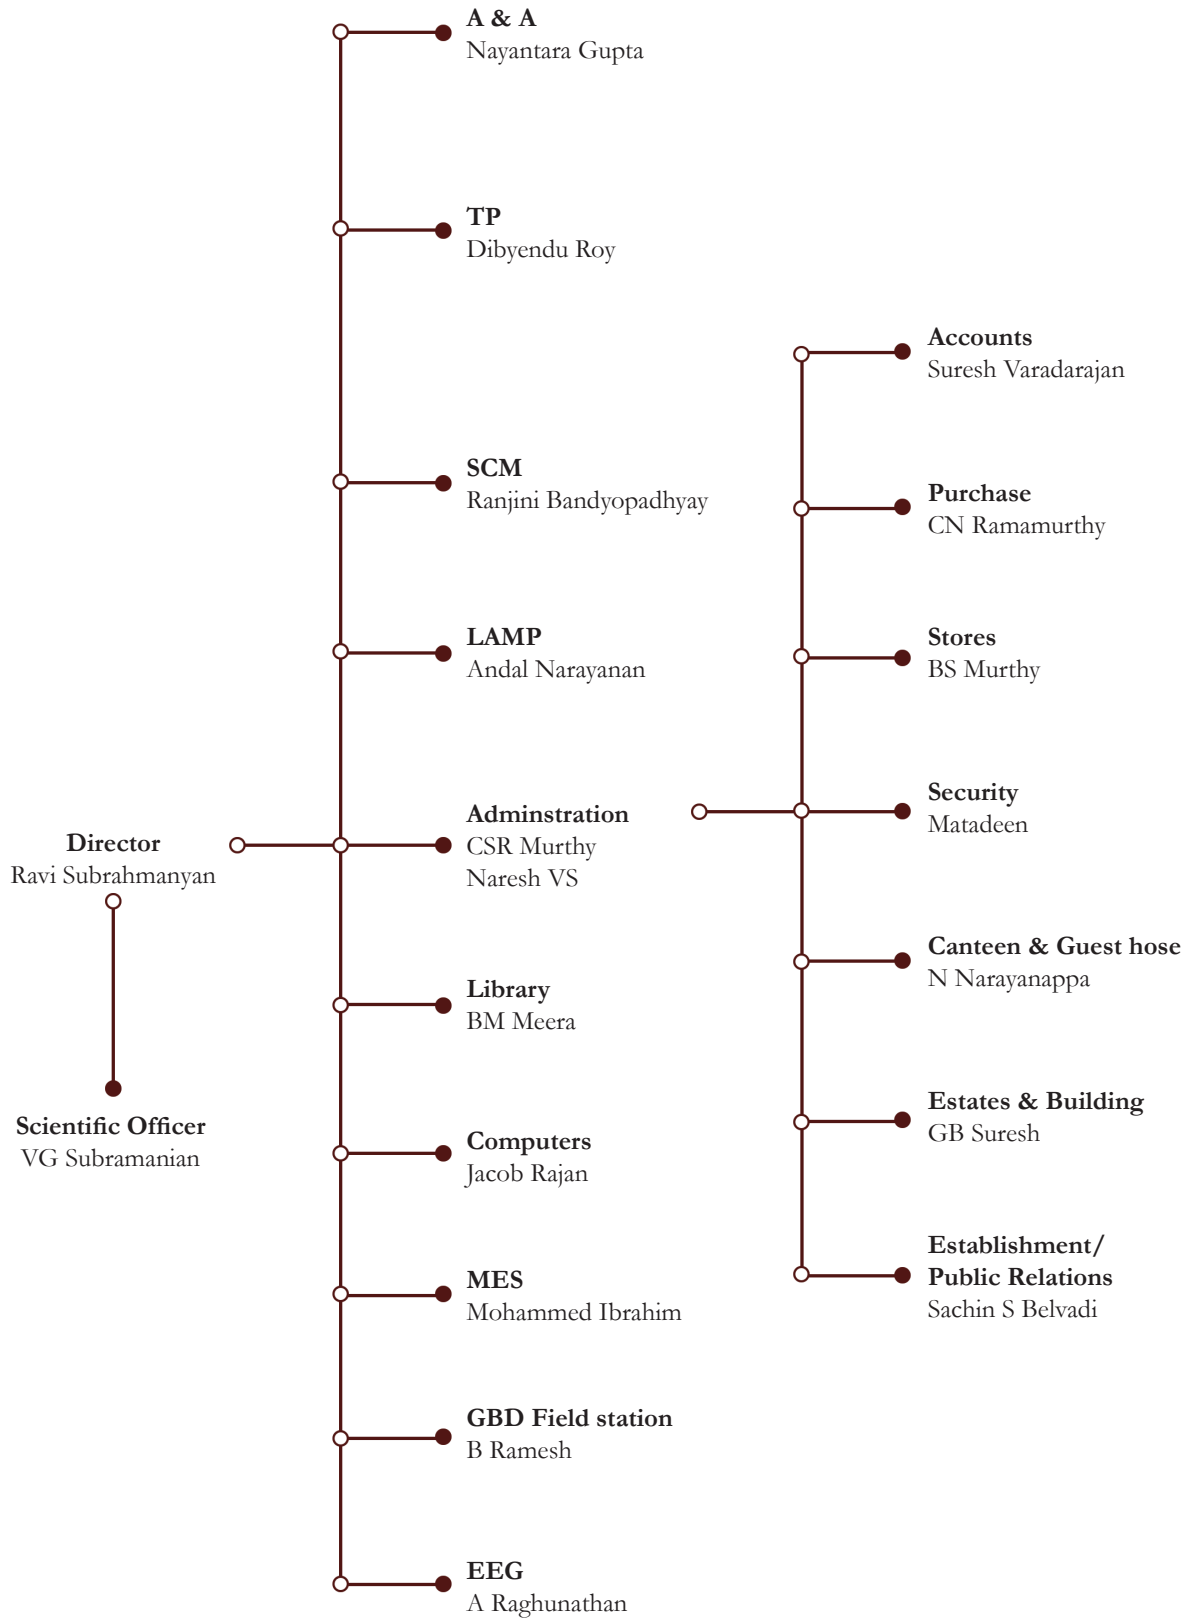 Director
Ravi Subrahmanyan
Scientific Officer
VG Subramanian
A & A
Nayantara Gupta
TP
Dibyendu Roy
SCM
Ranjini Bandyopadhyay
LAMP
Andal Narayanan
Adminstration
CSR Murthy
Naresh VS
Library
BM Meera
Computers
Jacob Rajan
MES
Mohammed Ibrahim
GBD Field station
B Ramesh
EEG
A Raghunathan
Accounts
Suresh Varadarajan
Purchase
CN Ramamurthy
Stores
BS Murthy
Security
Matadeen
Canteen & Guest hose
N Narayanappa
Estates & Building
GB Suresh
Establishment/
Public Relations
Sachin S Belvadi